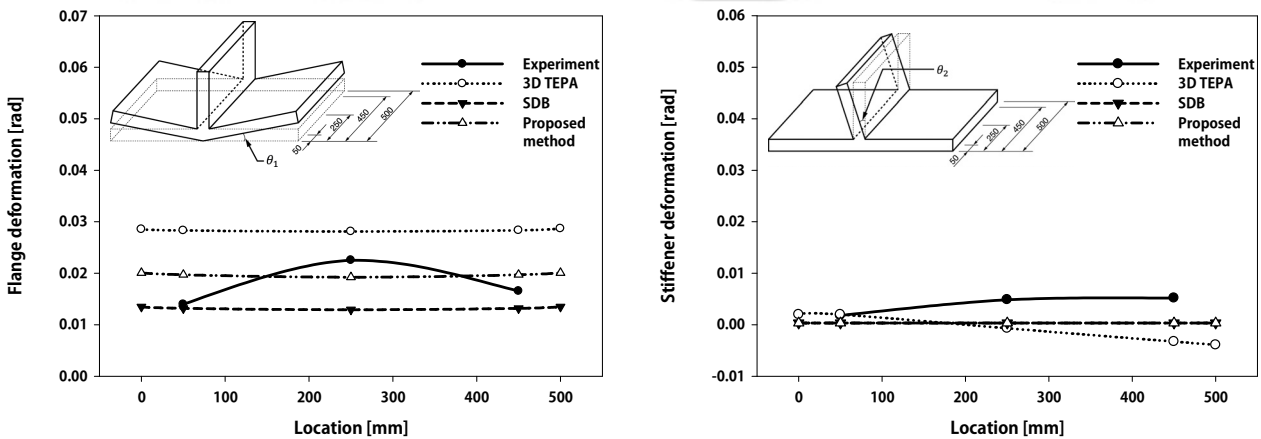 0.07
0.06
0.05
0.04
0.03
0.02
0.01
0.00
Flange deformation [rad]
0 100 200 300 400 500
Location [mm]
Experiment
3D TEPA
SDB
Proposed
method
θ1
50
250
450
500
0.06
0.05
0.04
0.03
0.02
0.01
0.00
-0.01
Stiffener deformation [rad]
0 100 200 300 400 500
Location [mm]
Experiment
3D TEPA
SDB
Proposed
method
θ2
50
250
450
500